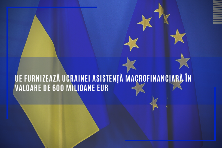 UE FURNIZEAZĂ UCRAINEI ASISTENȚĂ MACROFINANCIARĂ ÎN
VALOARE DE 600 MILIOANE EUR